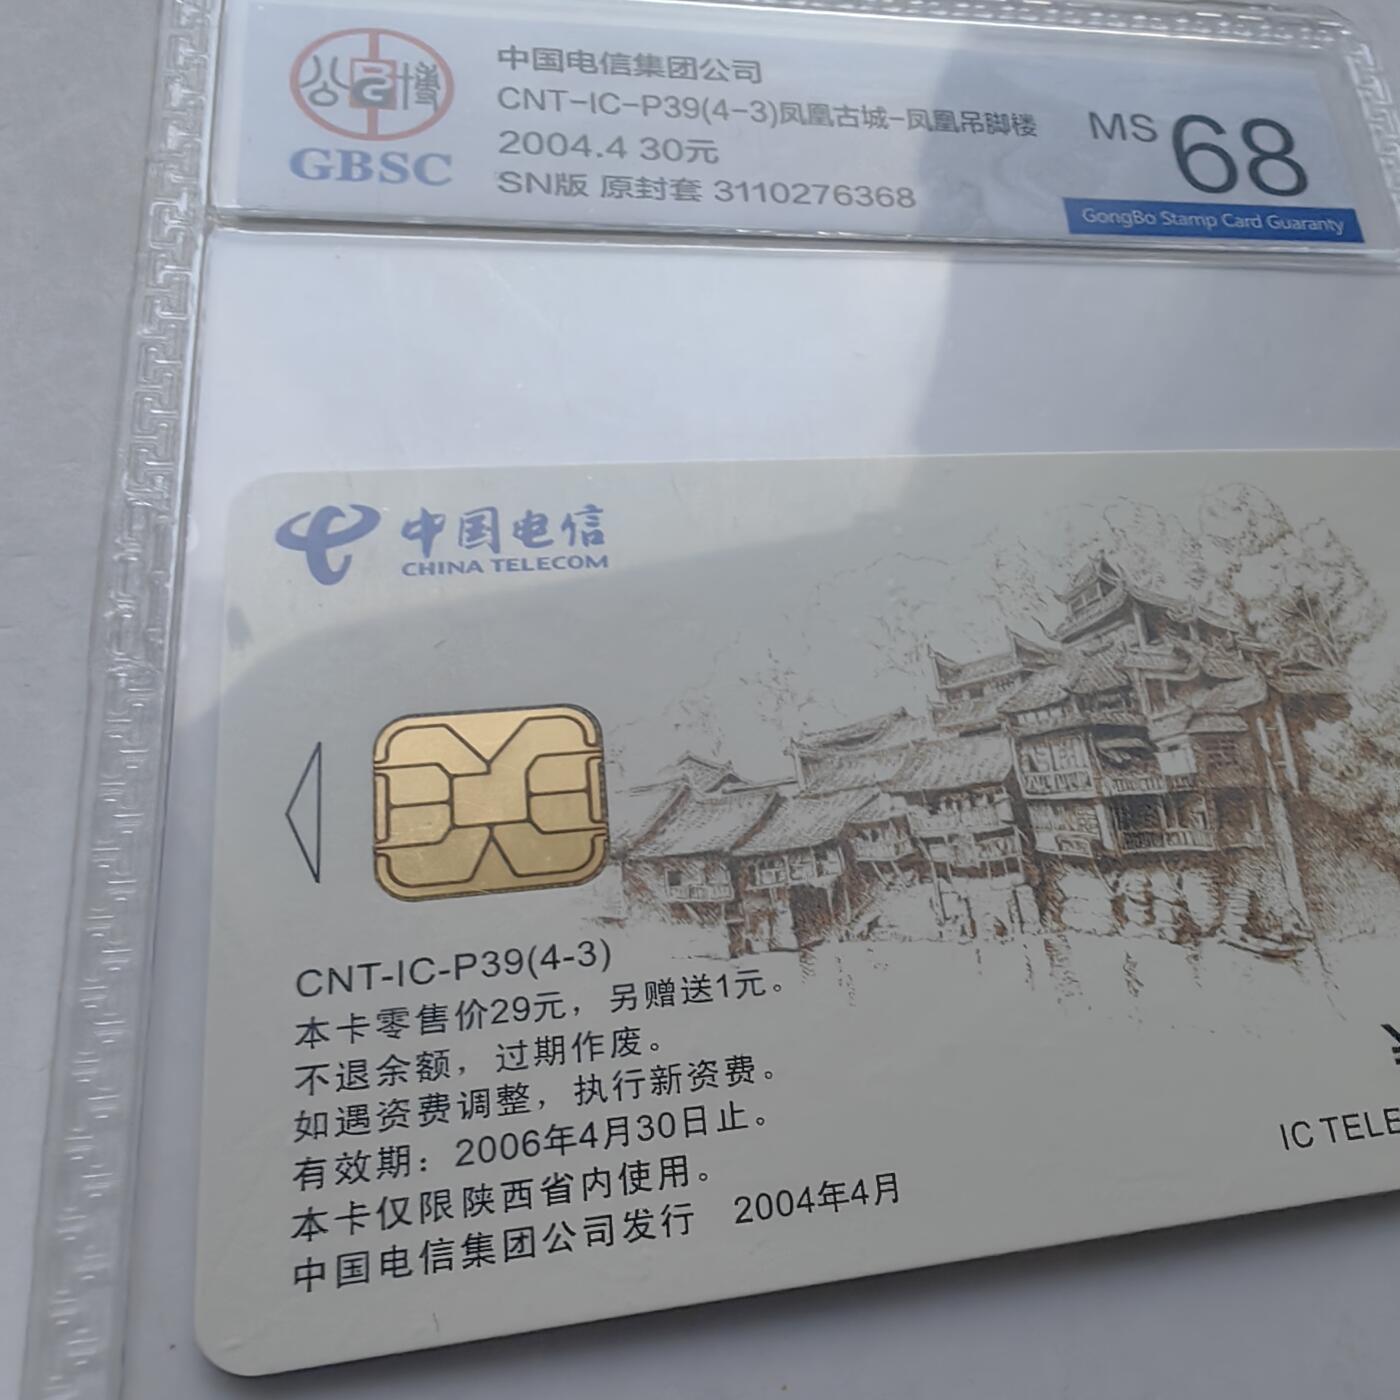 公博
GBSC
中国电信集团公司
CNT-IC-P39(4-3)凤凰古城-凤凰吊脚楼
2004.4 30元
SN版 原封套 3110276368
MS 68
GongBo Stamp Card Guaranty
中国电信
CHINA TELECOM
CNT-IC-P39(4-3)
本卡零售价29元，另赠送1元。
不退余额，过期作废。
如遇资费调整，执行新资费。
有效期：2006年4月30日止。
本卡仅限陕西省内使用。
中国电信集团公司发行 2004年4月
¥
IC TELE